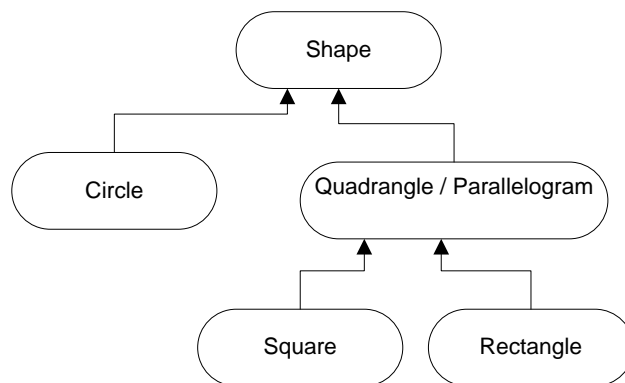 Shape
Circle
Quadrangle / Parallelogram
Square
Rectangle